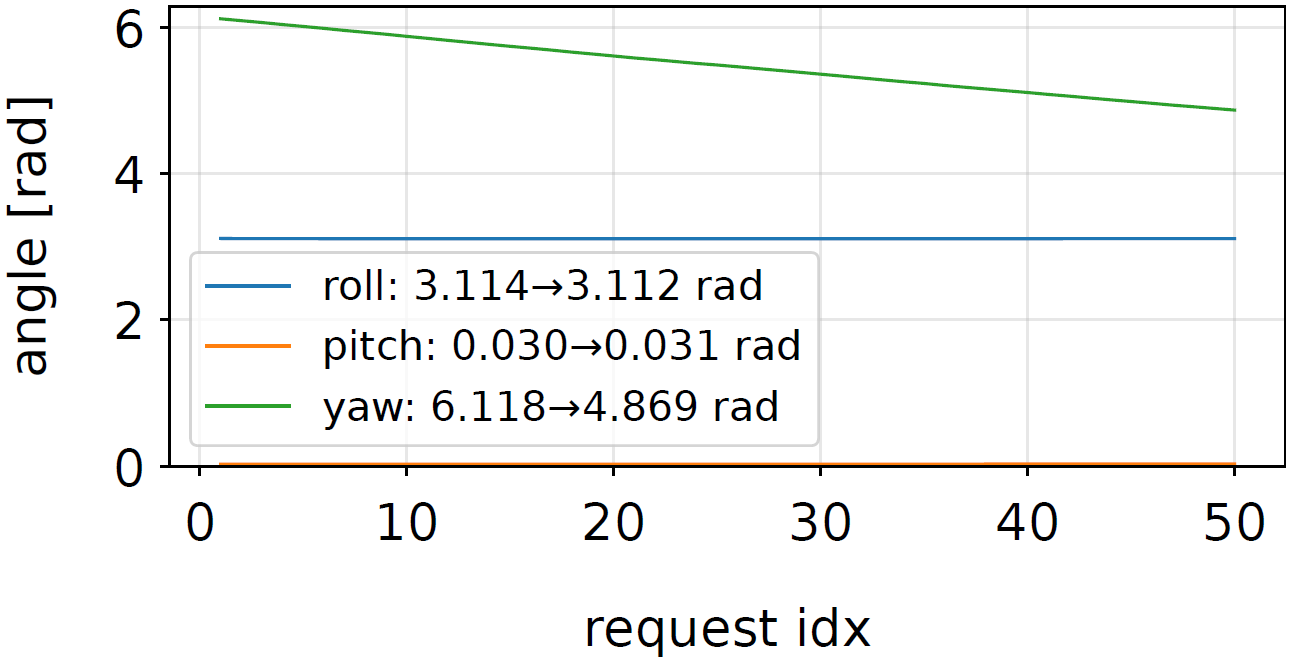 angle [rad]
6
4
2
0
roll: 3.114→3.112 rad
pitch: 0.030→0.031 rad
yaw: 6.118→4.869 rad
0 10 20 30 40 50
request idx